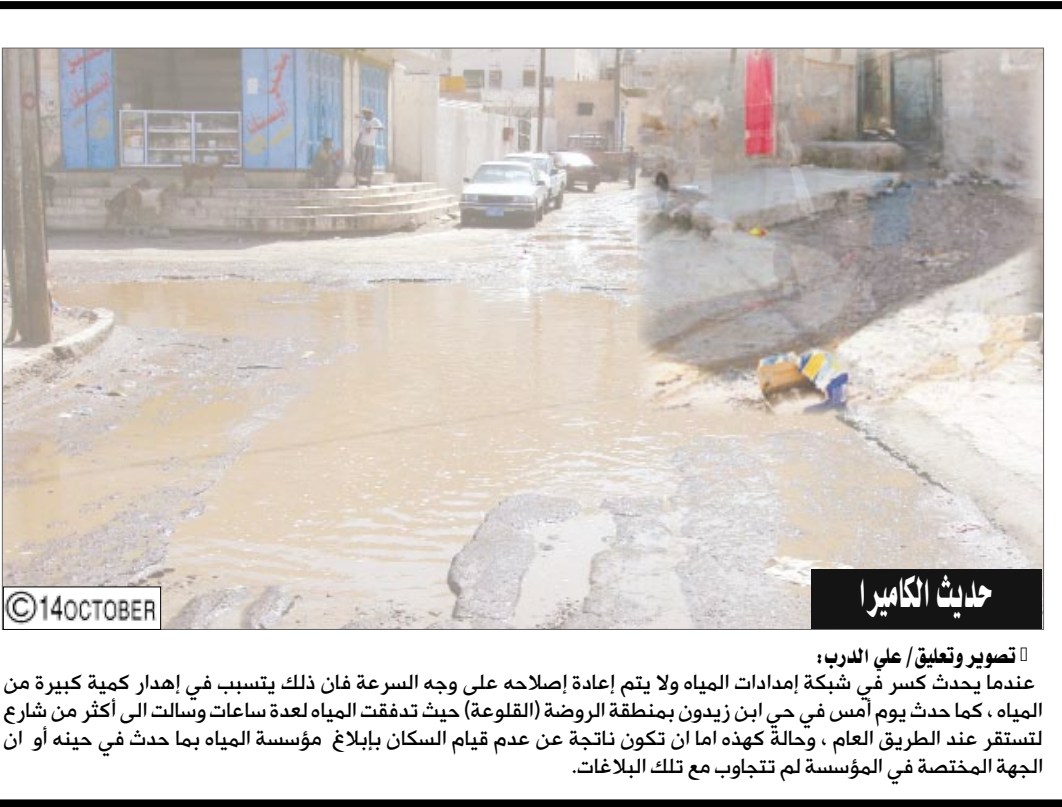 ©14OCTOBER
حديث الكاميرا
تصوير وتعليق/ علي الدرب:
عندما يحدث كسر في شبكة إمدادات المياه ولا يتم إعادة إصلاحه على وجه السرعة فان ذلك يتسبب في إهدار كمية كبيرة من
المياه ، كما حدث يوم أمس في حي ابن زيدون بمنطقة الروضة (القلوعة) حيث تدفقت المياه لعدة ساعات وسالت الى أكثر من شارع
لتستقر عند الطريق العام ، وحالة كهذه اما ان تكون ناتجة عن عدم قيام السكان بإبلاغ مؤسسة المياه بما حدث في حينه أو ان
الجهة المختصة في المؤسسة لم تتجاوب مع تلك البلاغات.